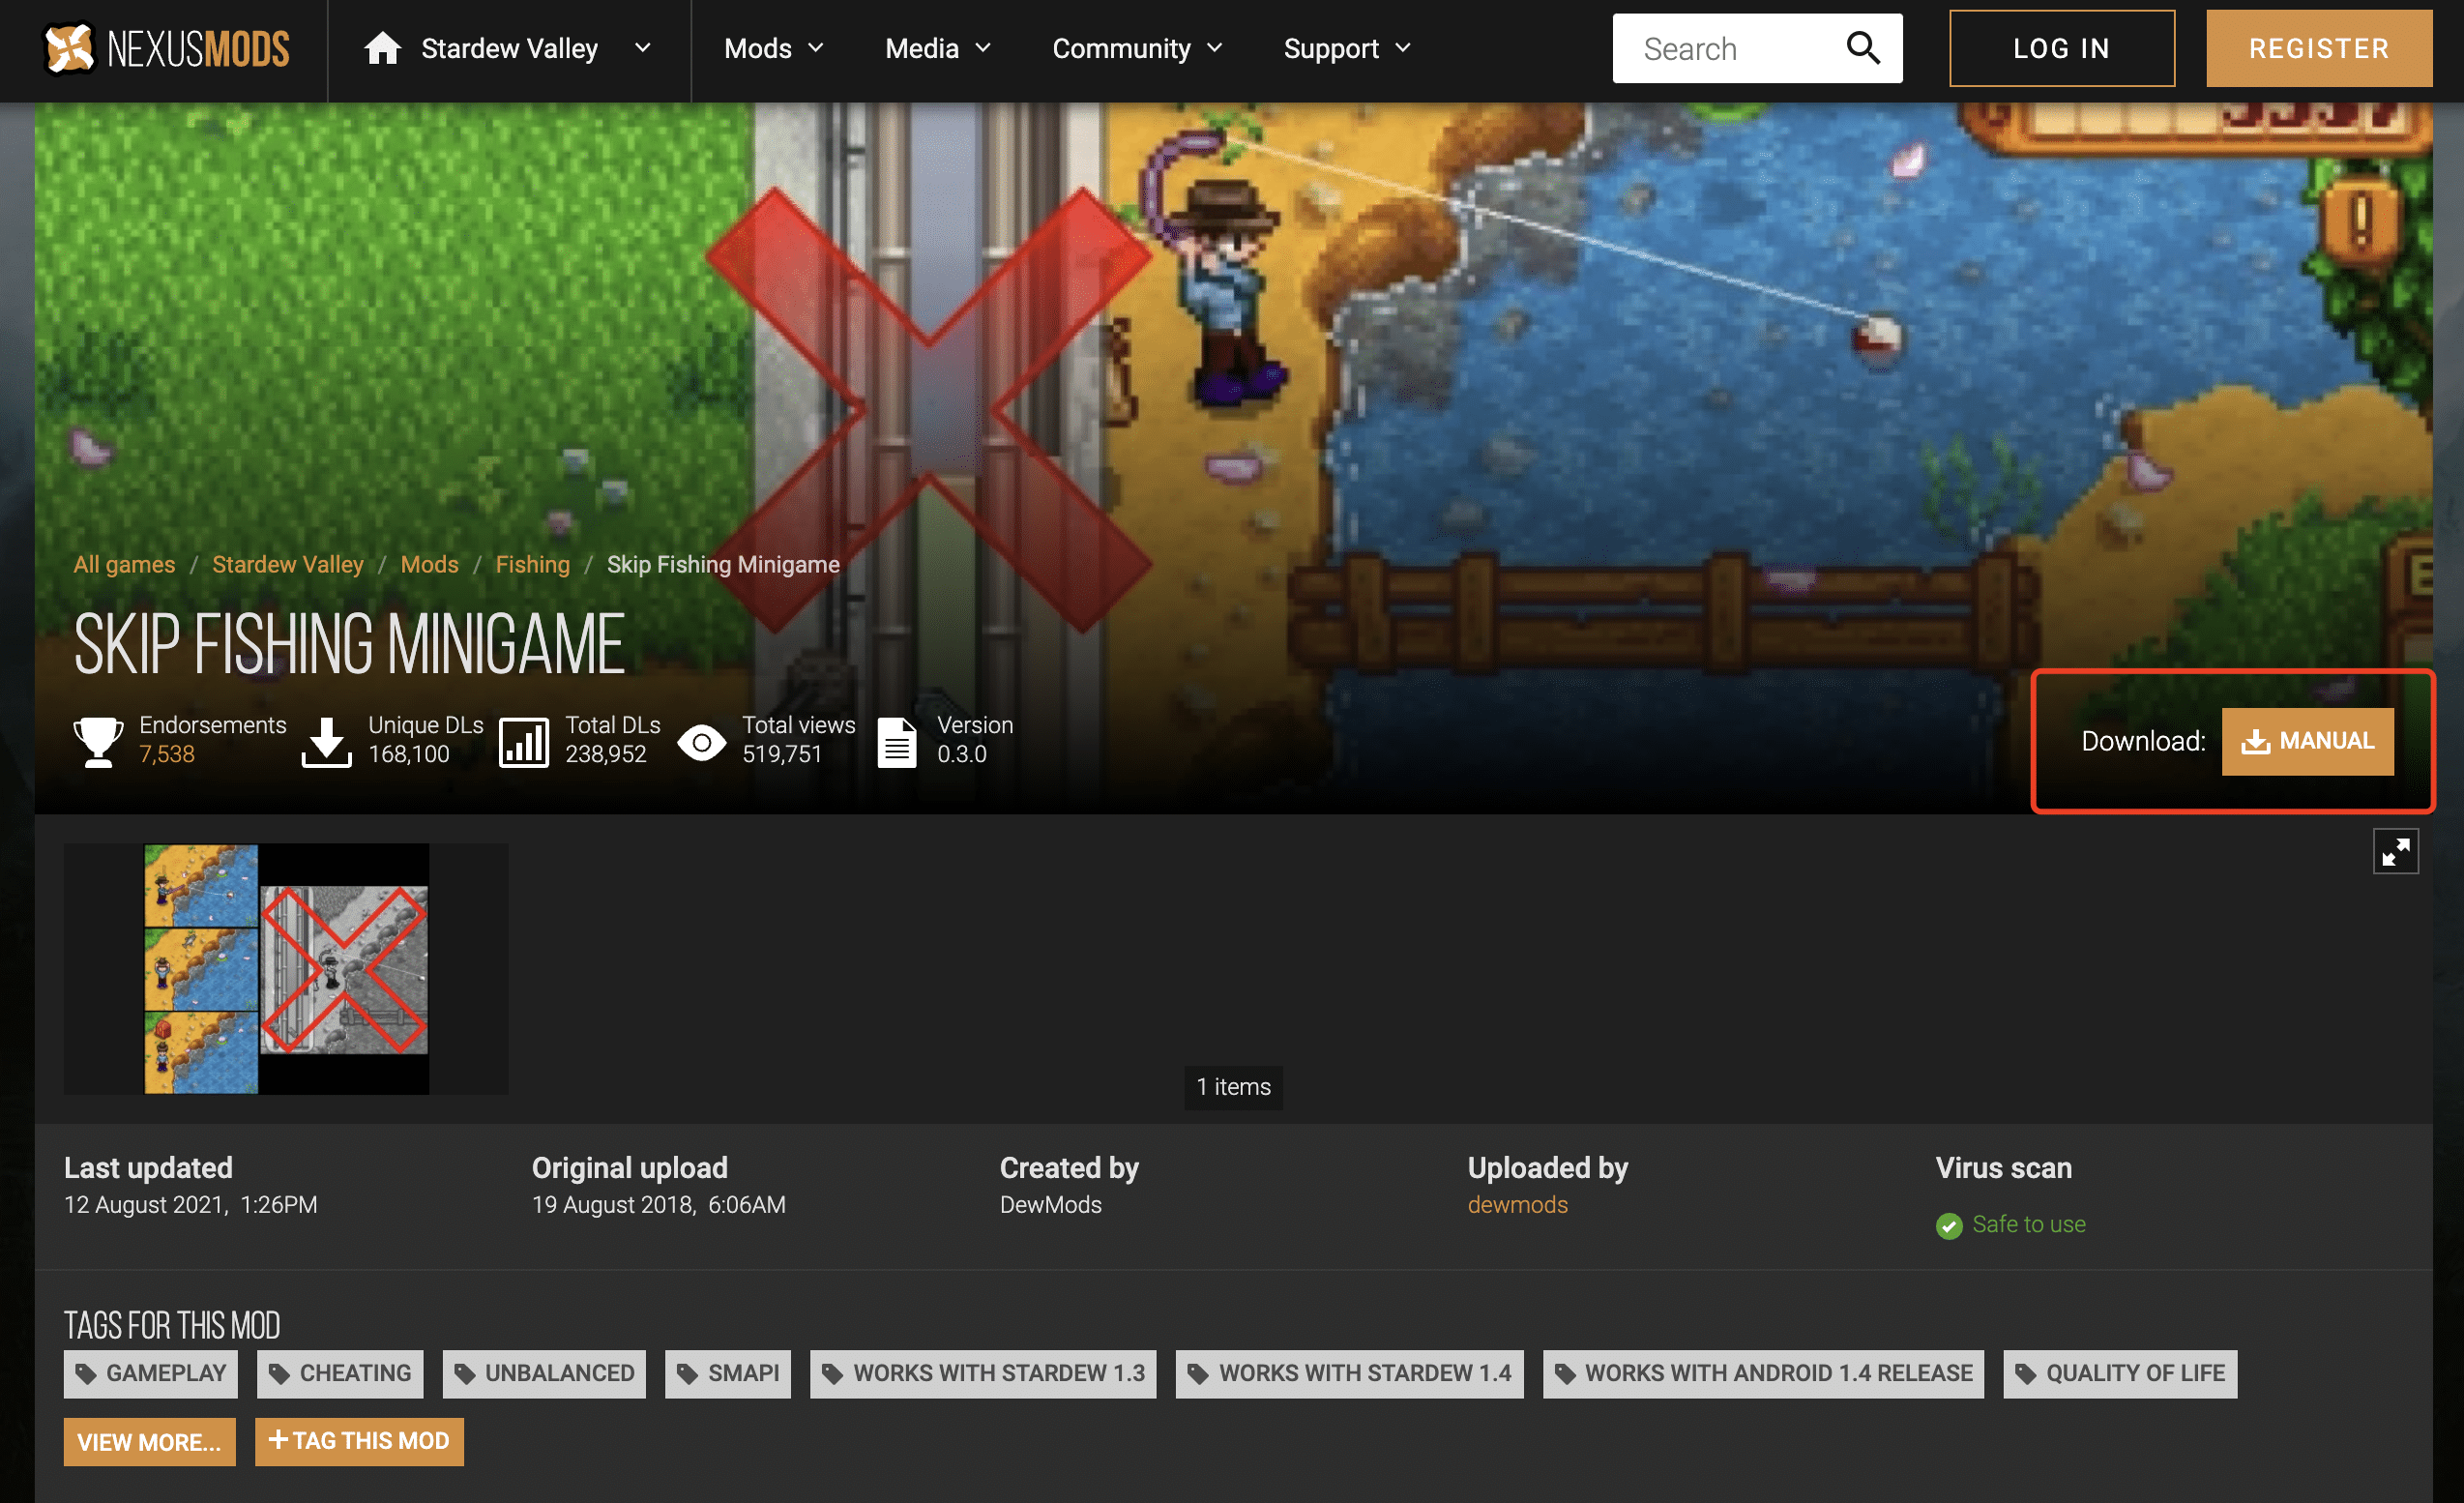 NEXUSMODS
Stardew Valley
Mods
Media
Community
Support
Search
LOG IN
REGISTER
All games / Stardew Valley / Mods / Fishing / Skip Fishing Minigame
SKIP FISHING MINIGAME
Endorsements
7,538
Unique DLs
168,100
Total DLs
238,952
Total views
519,751
Version
0.3.0
Download:
MANUAL
1 items
Last updated
12 August 2021, 1:26PM
Original upload
19 August 2018, 6:06AM
Created by
DewMods
Uploaded by
dewmods
Virus scan
Safe to use
TAGS FOR THIS MOD
GAMEPLAY
CHEATING
UNBALANCED
SMAPI
WORKS WITH STARDEW 1.3
WORKS WITH STARDEW 1.4
WORKS WITH ANDROID 1.4 RELEASE
QUALITY OF LIFE
VIEW MORE...
+ TAG THIS MOD